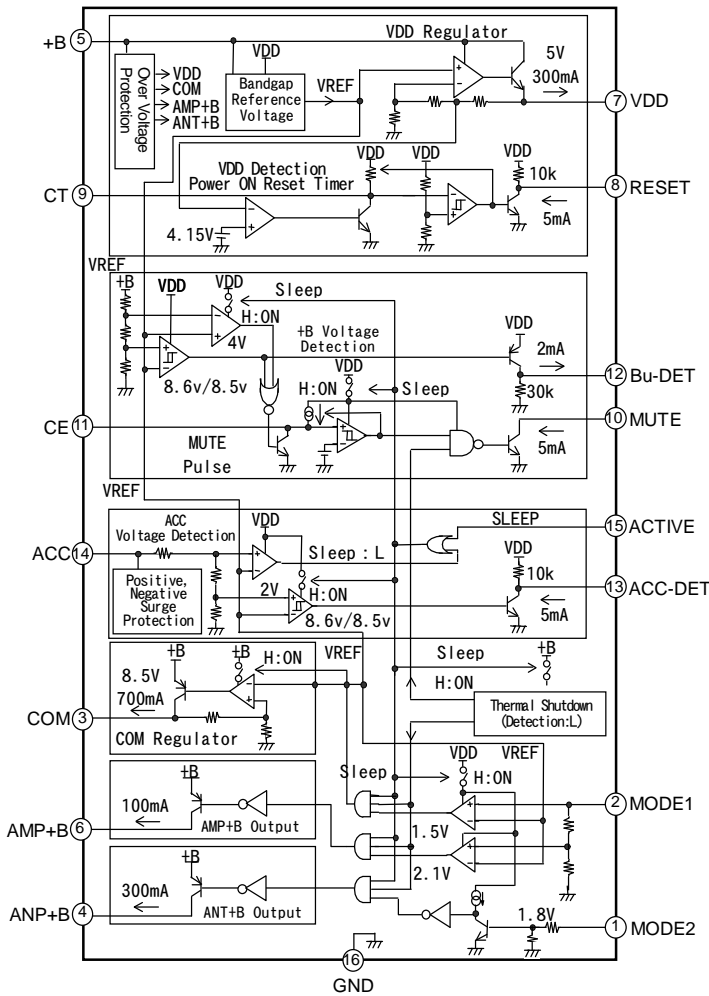 +B
5
VDD Regulator
Over Voltage
Protection
VDD
COM
AMP+B
ANT+B
VDD
Bandgap
Reference
Voltage
VREF
5V
300mA
7
VDD
VDD Detection
Power ON Reset Timer
VDD
VDD
VDD
10k
8
RESET
5mA
CT
9
4.15V
VREF
+B
VDD
VDD
Sleep
H:ON
4V
+B Voltage
Detection
VDD
2mA
12
Bu-DET
30k
8.6v/8.5v
VDD
H:ON
Sleep
10
MUTE
5mA
CE
11
MUTE
Pulse
VREF
ACC
Voltage Detection
VDD
SLEEP
15
ACTIVE
ACC
14
Sleep : L
VDD
10k
13
ACC-DET
5mA
Positive,
Negative
Surge
Protection
2V
H:ON
8.6v/8.5v
+B
+B
H:ON
VREF
Sleep
+B
H:ON
8.5V
700mA
COM
3
COM Regulator
Thermal Shutdown
(Detection:L)
Sleep
VDD
VREF
H:ON
+B
100mA
AMP+B
6
AMP+B Output
1.5V
2
MODE1
2.1V
+B
300mA
ANP+B
4
ANT+B Output
1.8V
1
MODE2
16
GND